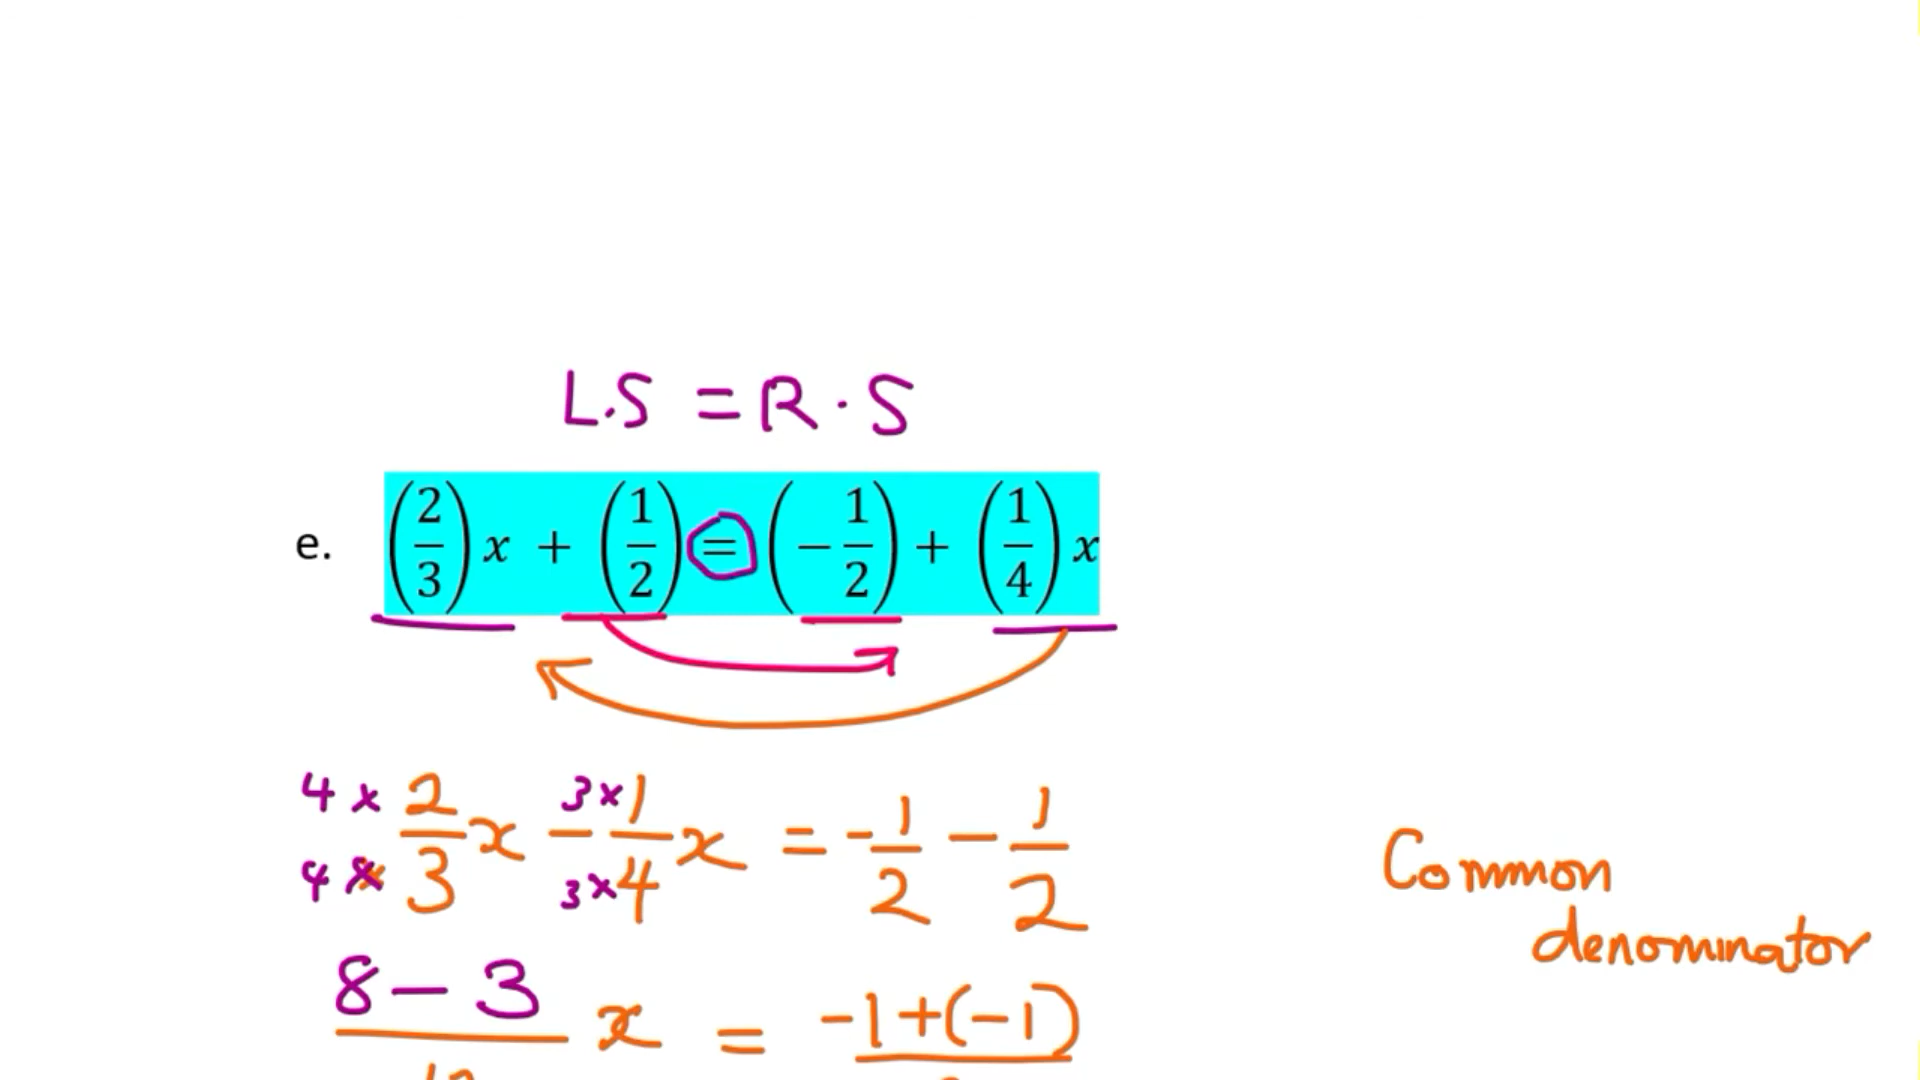 L.S = R.S
e. (2/3) x + (1/2) = (- 1/2) + (1/4) x
4 × 2/3 x - 3 × 1/4 x = - 1/2 - 1/2
4 × 3 × 
Common
denominator
8 - 3 x = -1 + (-1)